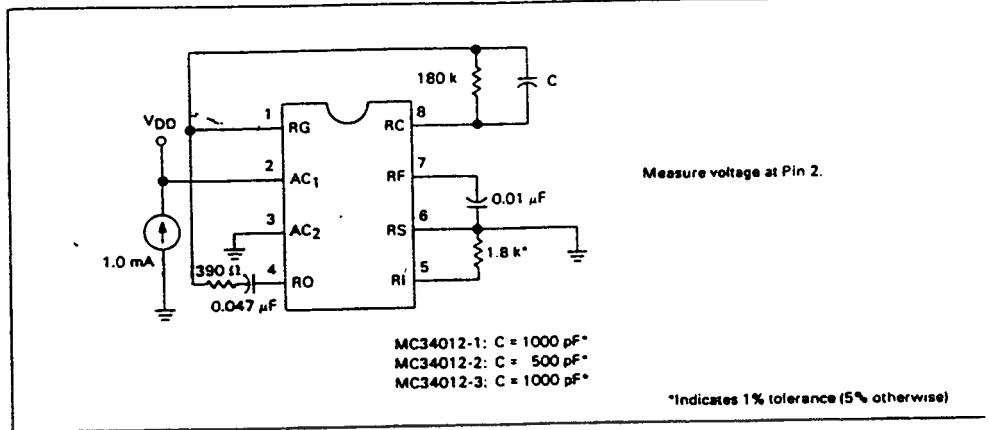 180 k
C
VDD
1
RG
RC
8
2
AC1
RF
7
Measure voltage at Pin 2.
0.01 µF
3
AC2
RS
6
1.0 mA
1.8 k*
390 Ω
4
RO
RI
5
0.047 µF
MC34012-1: C = 1000 pF*
MC34012-2: C = 500 pF*
MC34012-3: C = 1000 pF*
*Indicates 1% tolerance (5% otherwise)